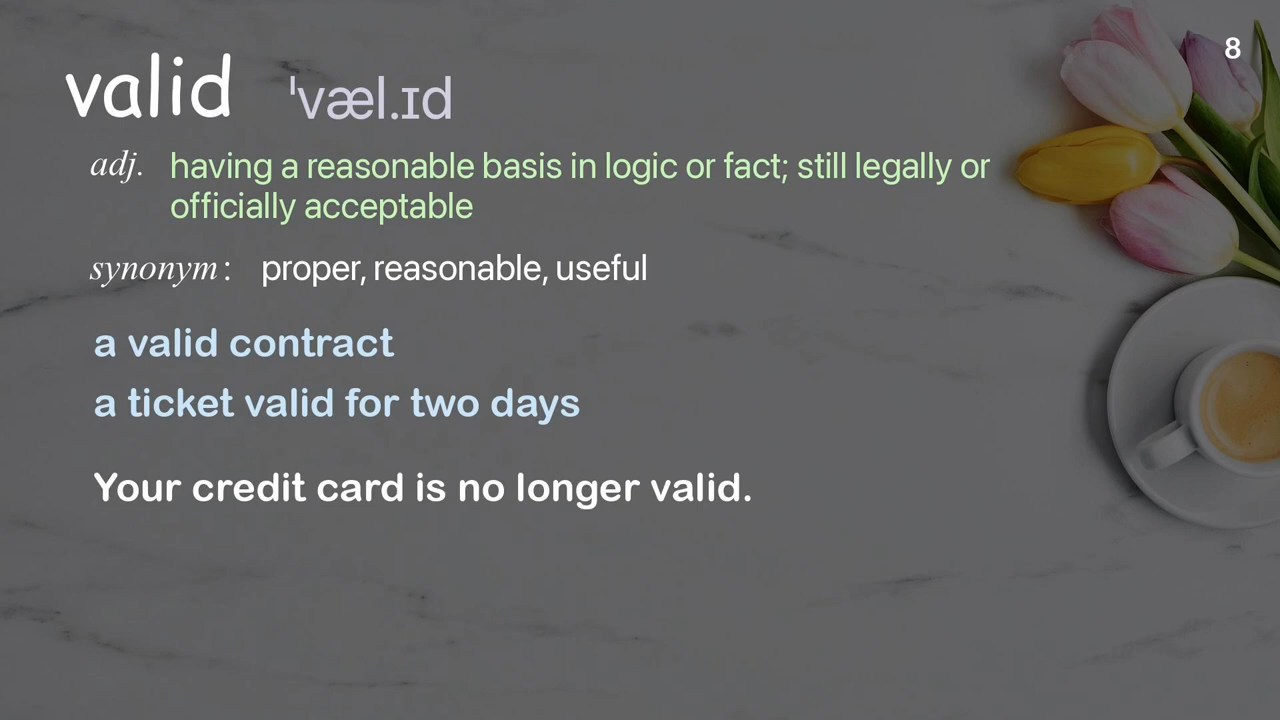 8
valid ˈvæl.ɪd
adj. having a reasonable basis in logic or fact; still legally or
officially acceptable
synonym: proper, reasonable, useful
a valid contract
a ticket valid for two days
Your credit card is no longer valid.